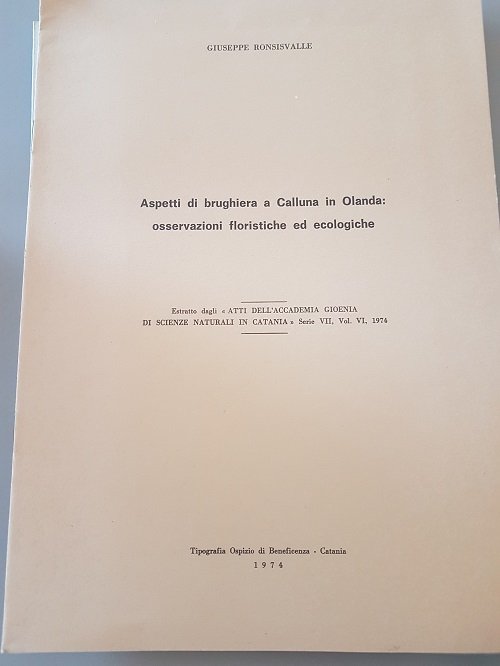 GIUSEPPE RONSISVALLE
Aspetti di brughiera a Calluna in Olanda:
osservazioni floristiche ed ecologiche
Estratto dagli « ATTI DELL'ACCADEMIA GIOENIA
DI SCIENZE NATURALI IN CATANIA » Serie VII, Vol. VI, 1974
Tipografia Ospizio di Beneficenza - Catania
1974